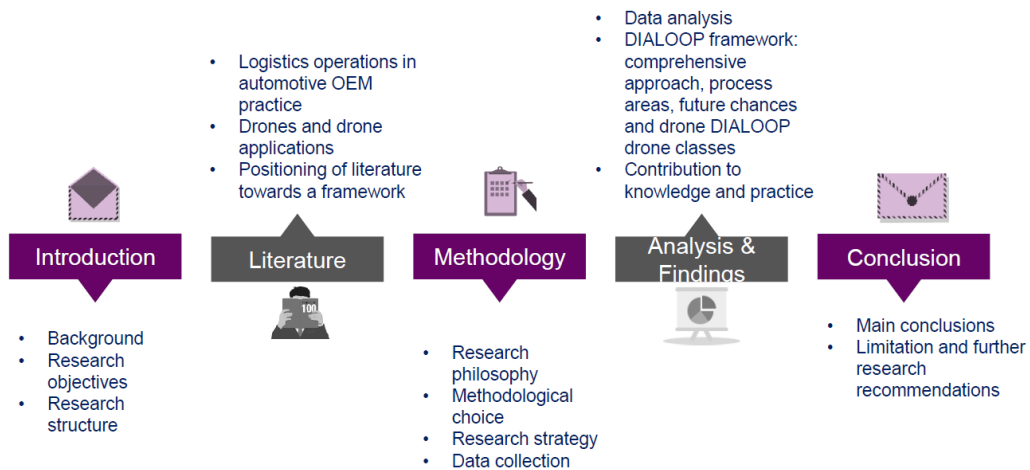 Introduction
• Background
• Research
objectives
• Research
structure
• Logistics operations in
automotive OEM
practice
• Drones and drone
applications
• Positioning of literature
towards a framework
Literature
100
Methodology
• Research
philosophy
• Methodological
choice
• Research strategy
• Data collection
• Data analysis
• DIALOOP framework:
comprehensive
approach, process
areas, future chances
and drone DIALOOP
drone classes
• Contribution to
knowledge and practice
Analysis &
Findings
Conclusion
• Main conclusions
• Limitation and further
research
recommendations